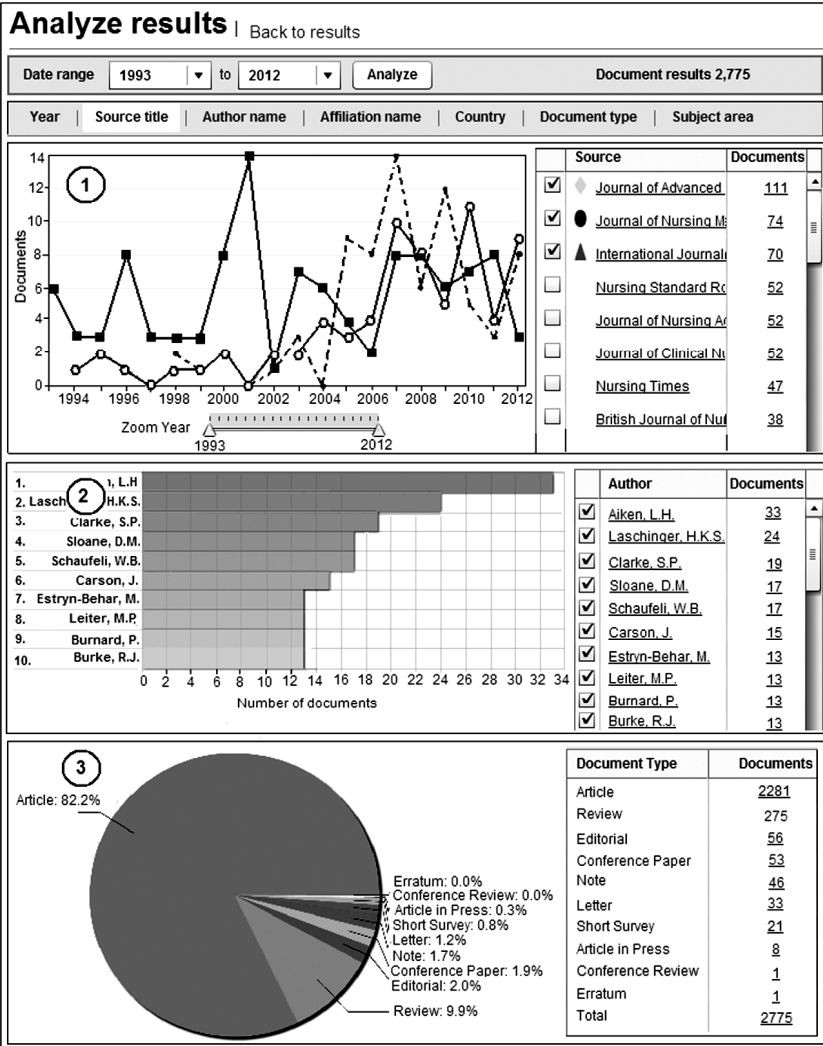 Analyze results | Back to results
Date range 1993 to 2012 Analyze Document results 2,775
Year | Source title | Author name | Affiliation name | Country | Document type | Subject area
1
Documents
14
12
10
8
6
4
2
0
1994 1996 1998 2000 2002 2004 2006 2008 2010 2012
Zoom Year
1993 2012
Source Documents
Journal of Advanced 111
Journal of Nursing M 74
International Journal 70
Nursing Standard Ro 52
Journal of Nursing A 52
Journal of Clinical Nu 52
Nursing Times 47
British Journal of Nu 38
2
1. L.H
2. Lasch H.K.S.
3. Clarke, S.P.
4. Sloane, D.M.
5. Schaufeli, W.B.
6. Carson, J.
7. Estryn-Behar, M.
8. Leiter, M.P.
9. Burnard, P.
10. Burke, R.J.
0 2 4 6 8 10 12 14 16 18 20 22 24 26 28 30 32 34
Number of documents
Author Documents
Aiken, L.H. 33
Laschinger, H.K.S. 24
Clarke, S.P. 19
Sloane, D.M. 17
Schaufeli, W.B. 17
Carson, J. 15
Estryn-Behar, M. 13
Leiter, M.P. 13
Burnard, P. 13
Burke, R.J. 13
3
Article: 82.2%
Erratum: 0.0%
Conference Review: 0.0%
Article in Press: 0.3%
Short Survey: 0.8%
Letter: 1.2%
Note: 1.7%
Conference Paper: 1.9%
Editorial: 2.0%
Review: 9.9%
Document Type Documents
Article 2281
Review 275
Editorial 56
Conference Paper 53
Note 46
Letter 33
Short Survey 21
Article in Press 8
Conference Review 1
Erratum 1
Total 2775